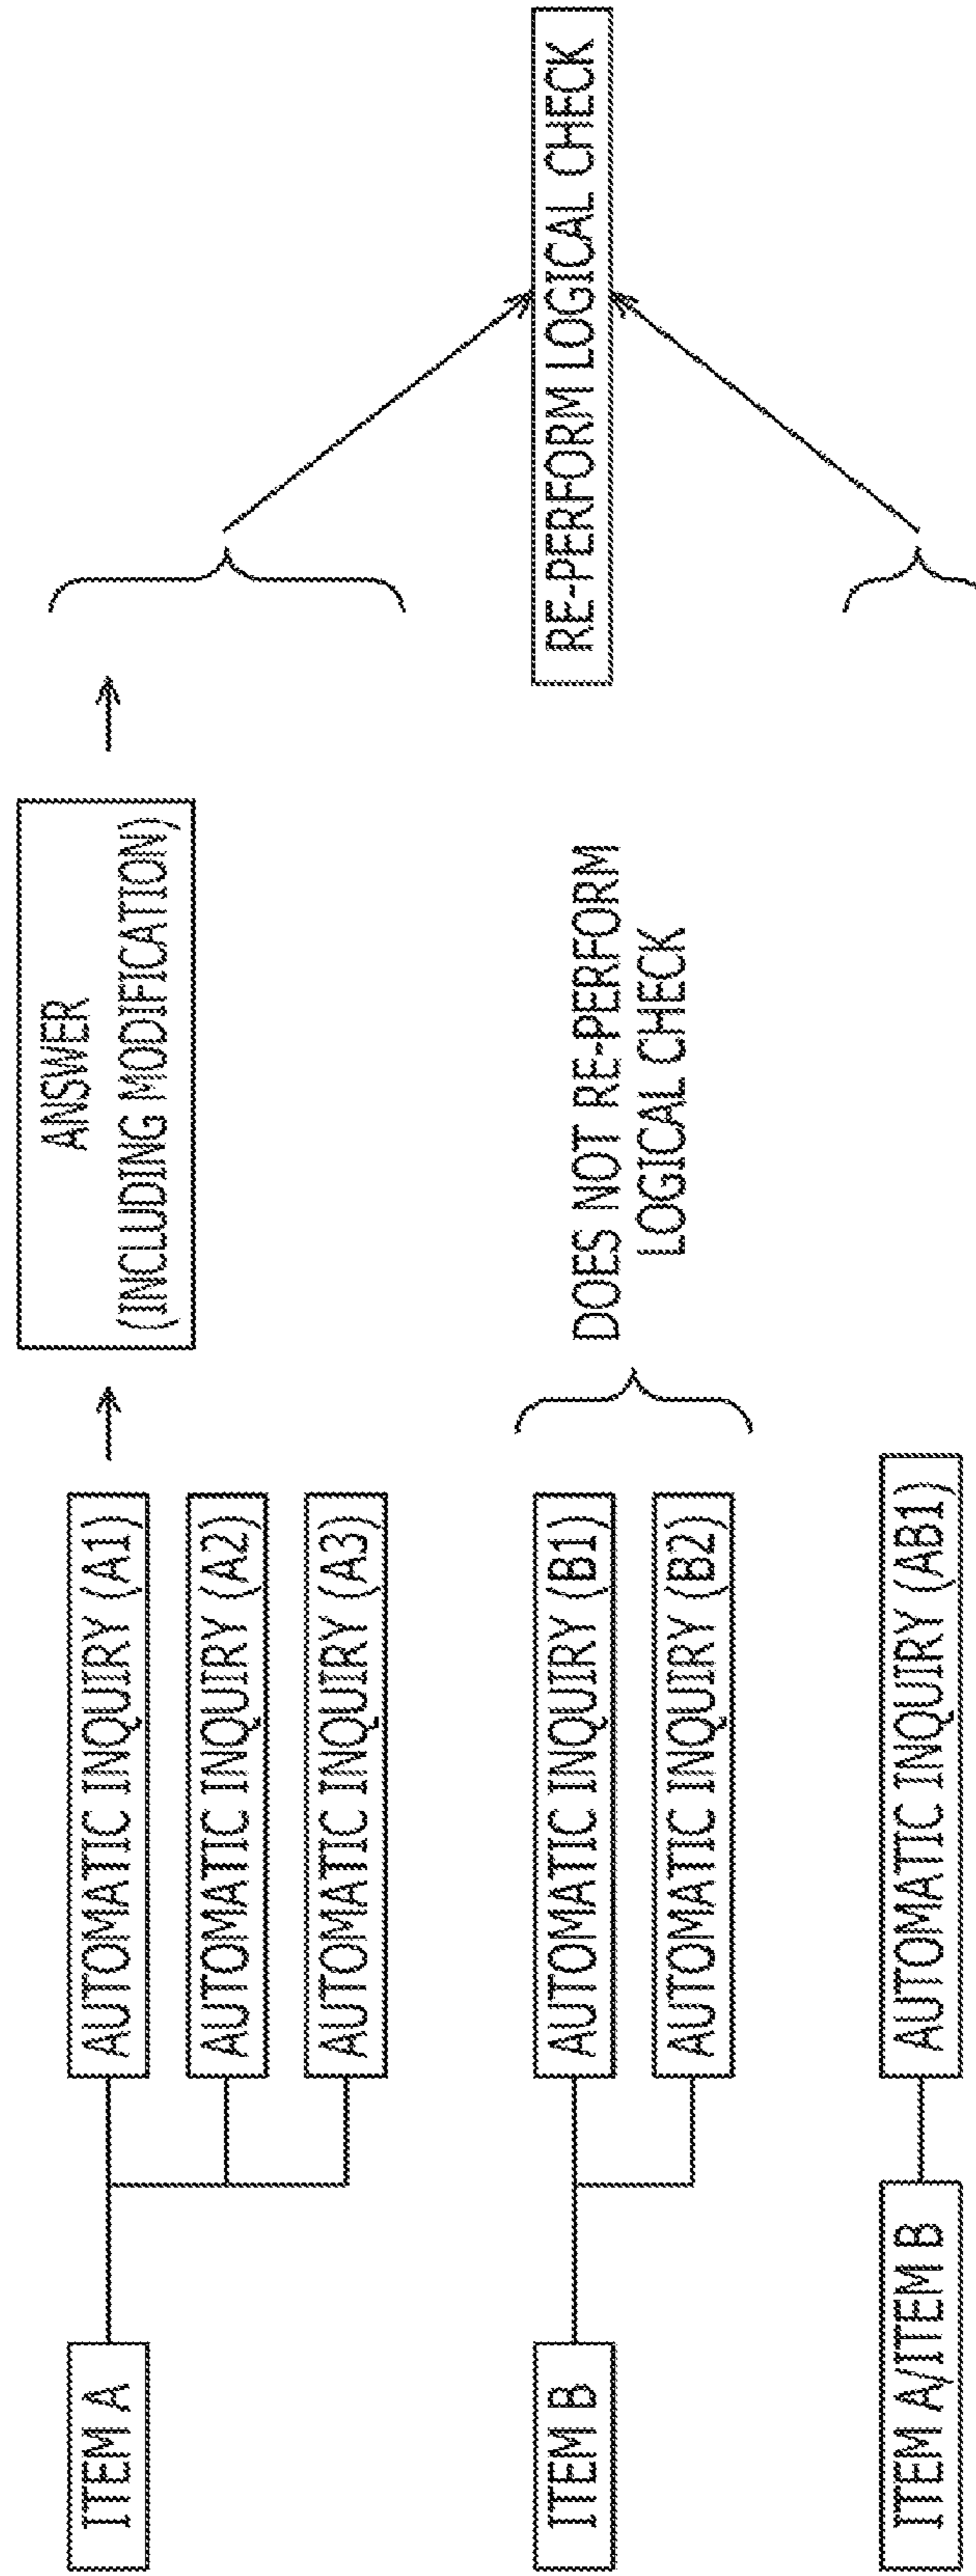 ITEM A
AUTOMATIC INQUIRY (A1)
AUTOMATIC INQUIRY (A2)
AUTOMATIC INQUIRY (A3)
ANSWER
(INCLUDING MODIFICATION)
ITEM B
AUTOMATIC INQUIRY (B1)
AUTOMATIC INQUIRY (B2)
DOES NOT RE-PERFORM
LOGICAL CHECK
RE-PERFORM LOGICAL CHECK
ITEM A/ITEM B
AUTOMATIC INQUIRY (AB1)